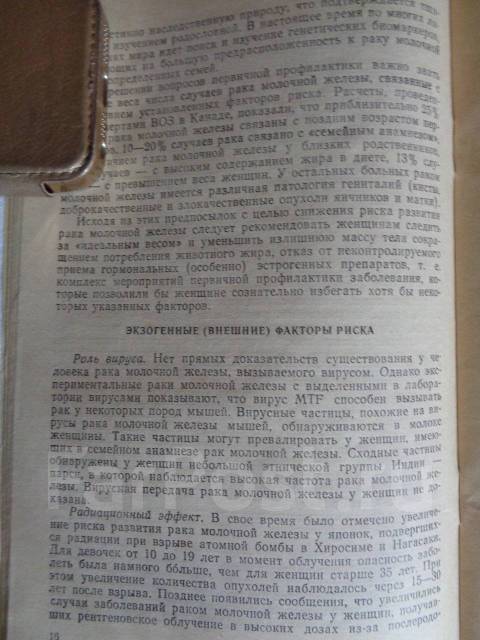 наследственную природу, что подтверждается тща-
изучением родословной. В настоящее время по многих ла-
мира идет поиск и изучение генетических биомаркеров,
на большую предрасположенность к раку молочной
определенных семей.
решении вопросов первичной профилактики важно знать
веса числа случаев рака молочной железы, связанные с
установленных факторов риска. Расчеты, проведен-
ВОЗ в Канаде, показали, что приблизительно 25%
рака молочной железы связаны с поздним возрастом пер-
10—20% случаев рака связано с «семейным анамнезом»,
рака молочной железы у близких родственниц,
— с высоким содержанием жира в диете, 13% слу-
— с превышением веса женщин. У остальных больных раком
молочной железы имеется различная патология гениталий (кисты,
доброкачественные и злокачественные опухоли яичников и матки).
Исходя из этих предпосылок с целью снижения риска развития
рака молочной железы следует рекомендовать женщинам следить
за «идеальным весом» и уменьшить излишнюю массу тела сокра-
щением потребления животного жира, отказ от неконтролируемого
приема гормональных (особенно) эстрогенных препаратов, т. е.
комплекс мероприятий первичной профилактики заболевания, ко-
торые позволили бы женщине сознательно избегать хотя бы неко-
торых указанных факторов.
ЭКЗОГЕННЫЕ (ВНЕШНИЕ) ФАКТОРЫ РИСКА
Роль вируса. Нет прямых доказательств существования у че-
ловека рака молочной железы, вызываемого вирусом. Однако экс-
периментальные раки молочной железы с выделенными в лабора-
тории вирусами показывают, что вирус MTF способен вызывать
рак у некоторых пород мышей. Вирусные частицы, похожие на ви-
русы рака молочной железы мышей, обнаруживаются в молоке
женщины. Такие частицы могут превалировать у женщин, имею-
щих в семейном анамнезе рак молочной железы. Сходные частицы
обнаружены у женщин небольшой этнической группы Индии —
парси, в которой наблюдается высокая частота рака молочной же-
лезы. Вирусная передача рака молочной железы у женщин не до-
казана.
Радиационный эффект. В свое время было отмечено увеличе-
ние риска развития рака молочной железы у японок, подвергших-
ся радиации при взрыве атомной бомбы в Хиросиме и Нагасаки.
Для девочек от 10 до 19 лет в момент облучения опасность забо-
леть была намного больше, чем для женщин старше 35 лет. При
этом увеличение количества опухолей наблюдалось через 15—30
лет после взрыва. Позднее появились сообщения, что увеличились
случаи заболеваний раком молочной железы у женщин, получав-
ших рентгеновское облучение в высоких дозах из-за послеродо-
16